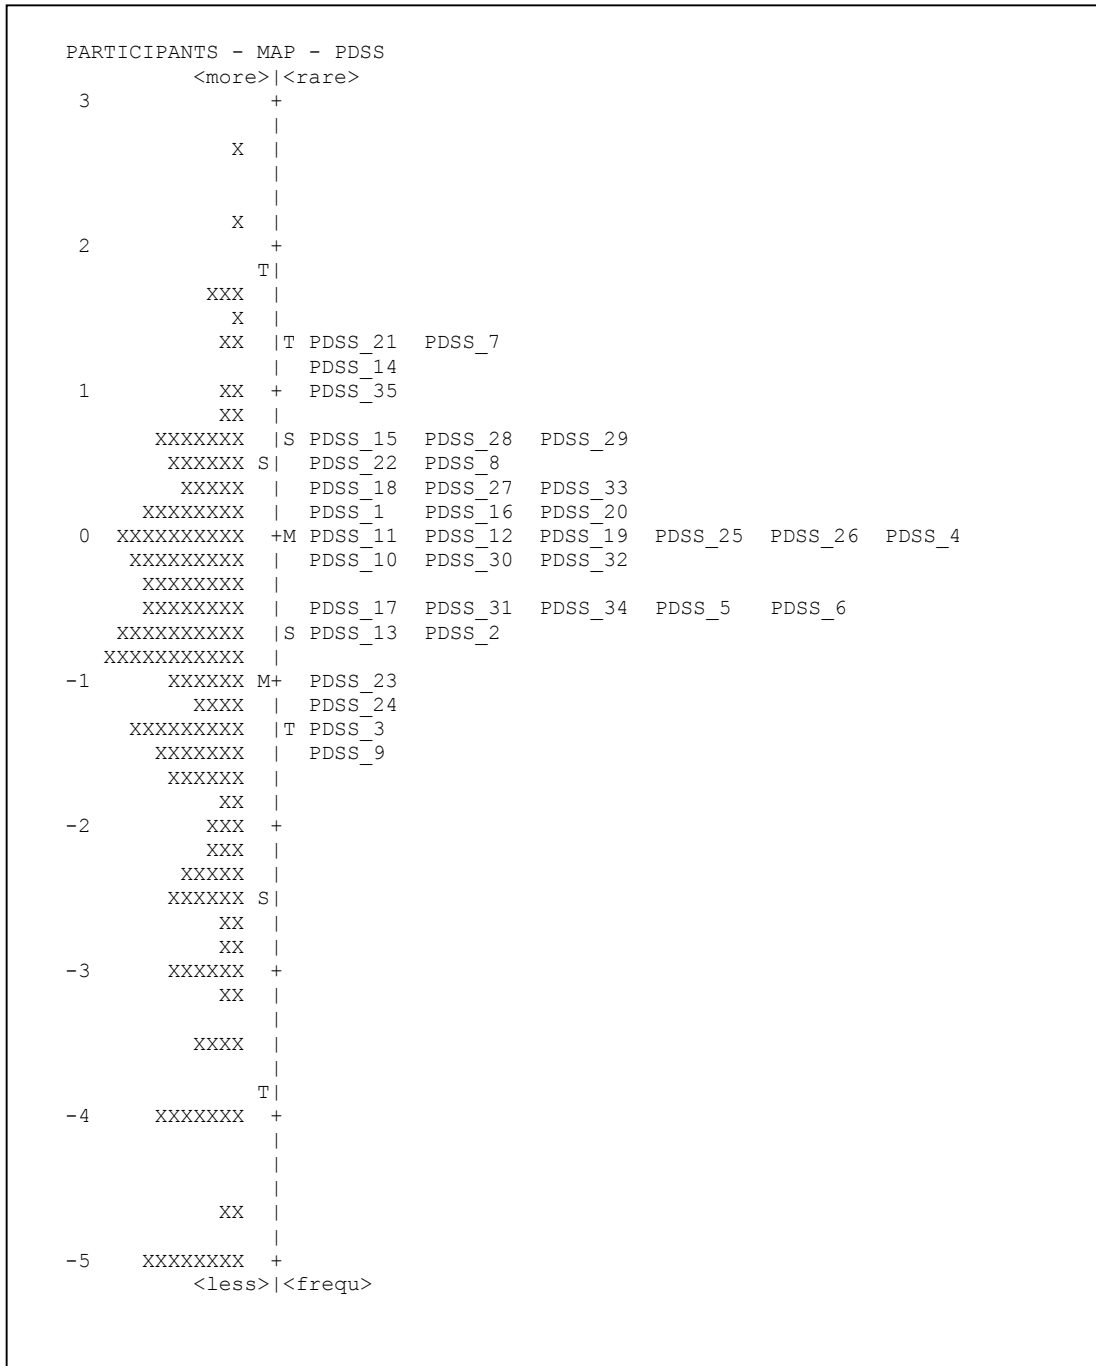 PARTICIPANTS - MAP - PDSS
<more>|<rare>
3 +
|
X |
|
|
X |
2 +
T|
XXX |
X |
XX |T PDSS_21 PDSS_7
| PDSS_14
1 XX + PDSS_35
XX |
XXXXXXX |S PDSS_15 PDSS_28 PDSS_29
XXXXXX S| PDSS_22 PDSS_8
XXXXX | PDSS_18 PDSS_27 PDSS_33
XXXXXXXX | PDSS_1 PDSS_16 PDSS_20
0 XXXXXXXXXX +M PDSS_11 PDSS_12 PDSS_19 PDSS_25 PDSS_26 PDSS_4
XXXXXXXXX | PDSS_10 PDSS_30 PDSS_32
XXXXXXXX |
XXXXXXXX | PDSS_17 PDSS_31 PDSS_34 PDSS_5 PDSS_6
XXXXXXXXXX |S PDSS_13 PDSS_2
XXXXXXXXXXX |
-1 XXXXXX M+ PDSS_23
XXXX | PDSS_24
XXXXXXXXX |T PDSS_3
XXXXXXX | PDSS_9
XXXXXX |
XX |
-2 XXX +
XXX |
XXXXX |
XXXXXX S|
XX |
XX |
-3 XXXXXX +
XX |
|
XXXX |
|
T|
-4 XXXXXXX +
|
|
|
XX |
|
-5 XXXXXXXX +
<less>|<frequ>